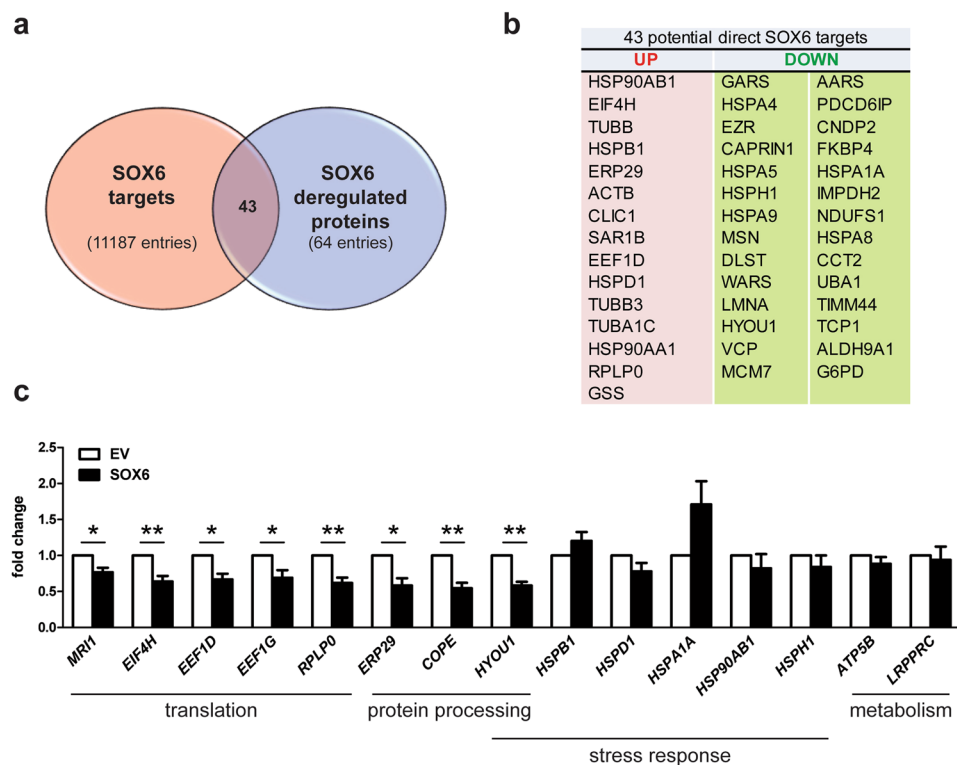 a
SOX6
targets
(11187 entries)
43
SOX6
deregulated
proteins
(64 entries)
b
43 potential direct SOX6 targets
UP DOWN
HSP90AB1 GARS AARS
EIF4H HSPA4 PDCD6IP
TUBB EZR CNDP2
HSPB1 CAPRIN1 FKBP4
ERP29 HSPA5 HSPA1A
ACTB HSPH1 IMPDH2
CLIC1 HSPA9 NDUFS1
SAR1B MSN HSPA8
EEF1D DLST CCT2
HSPD1 WARS UBA1
TUBB3 LMNA TIMM44
TUBA1C HYOU1 TCP1
HSP90AA1 VCP ALDH9A1
RPLP0 MCM7 G6PD
GSS
c
fold change
2.5
2.0
1.5
1.0
0.5
0.0
EV
SOX6
* ** * * ** * ** **
MRI1 EIF4H EEF1D EEF1G RPLP0 ERP29 COPE HYOU1 HSPB1 HSPD1 HSPA1A HSP90AB1 HSPH1 ATP5B LRPPRC
translation protein processing metabolism
stress response